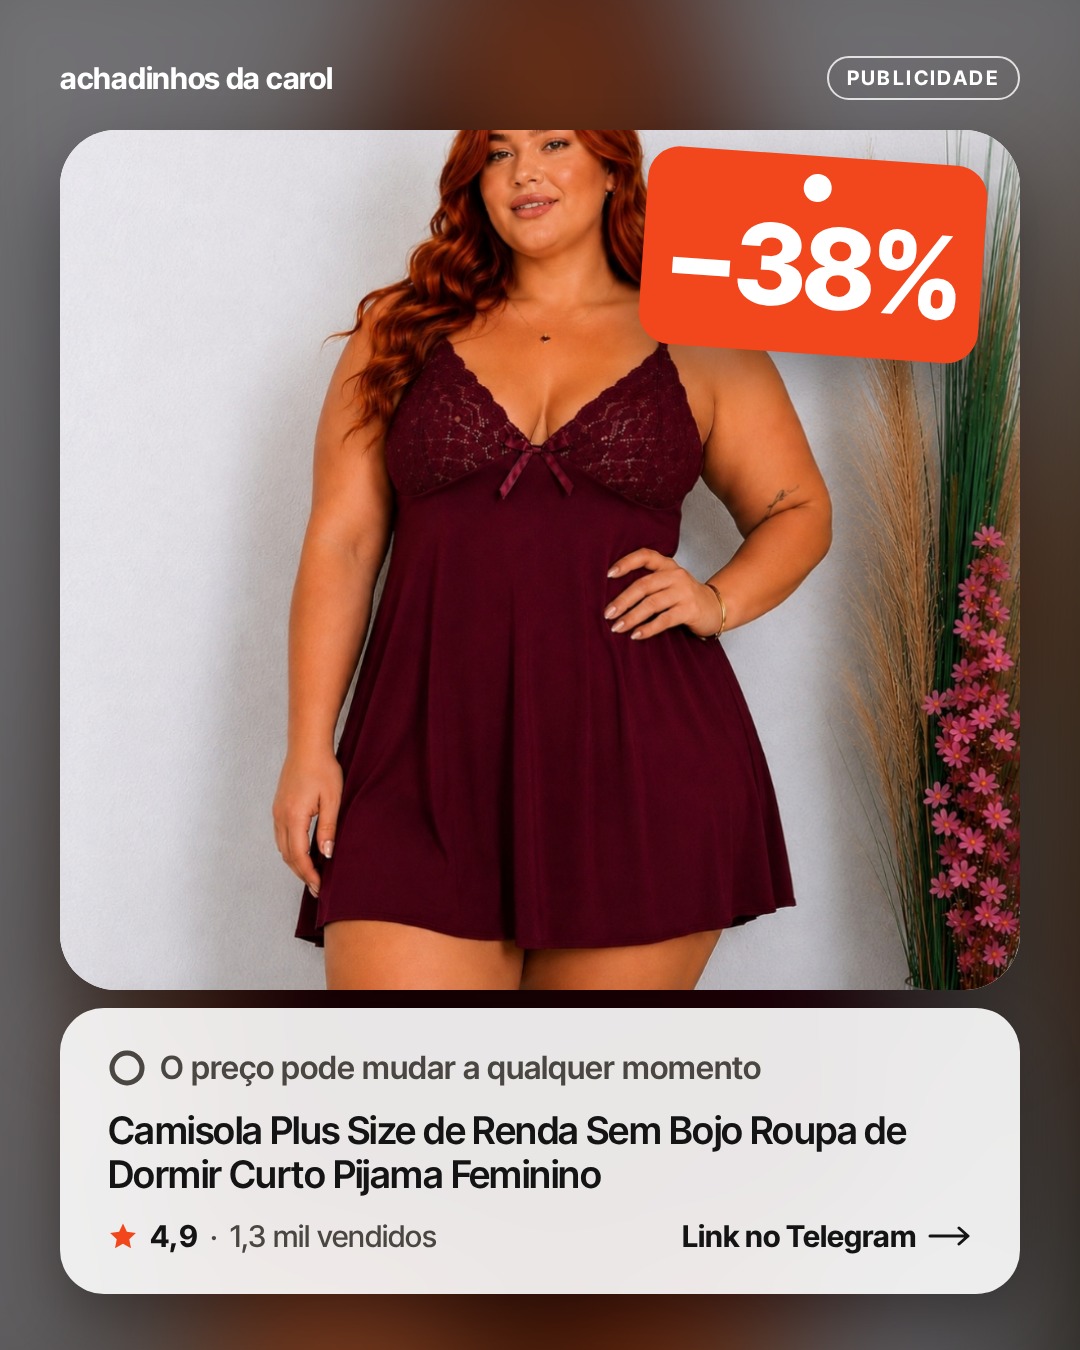 achadinhos da carol
PUBLICIDADE
−38%
O preço pode mudar a qualquer momento
Camisola Plus Size de Renda Sem Bojo Roupa de
Dormir Curto Pijama Feminino
4,9 · 1,3 mil vendidos
Link no Telegram →